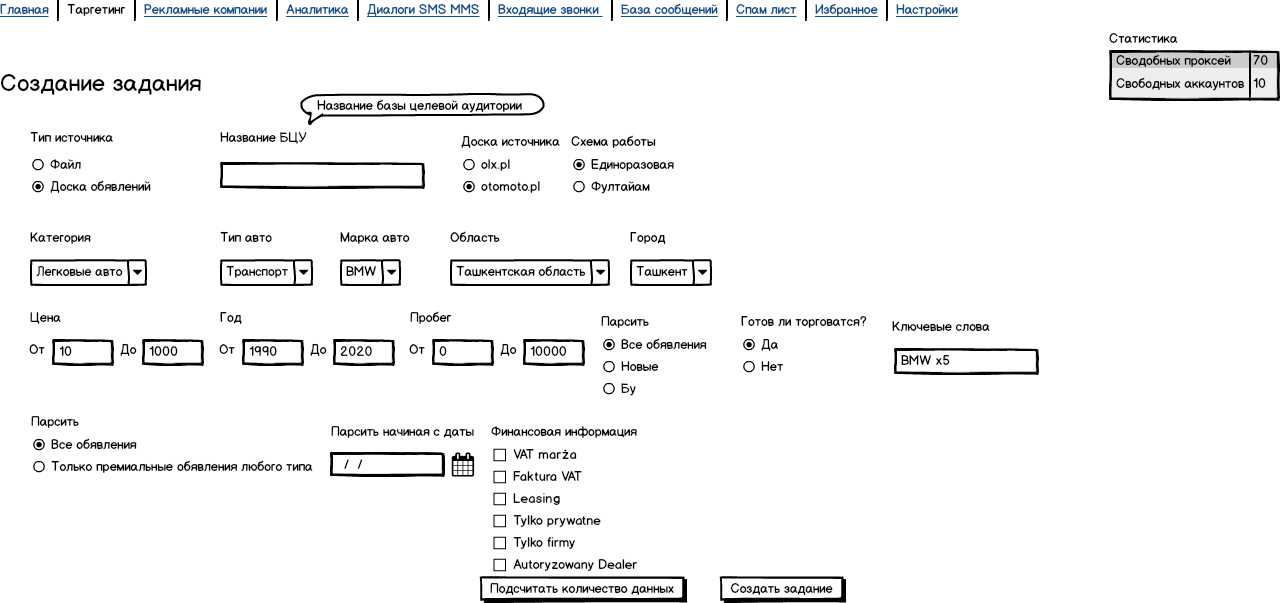 Главная Таргетинг Рекламные компании Аналитика Диалоги SMS MMS Входящие звонки База сообщений Спам лист Избранное Настройки
Статистика
Сводобных проксей 70
Свободных аккаунтов 10
Создание задания
Название базы целевой аудитории
Тип источника
Файл
Доска обявлений
Название БЦУ
Доска источника
olx.pl
otomoto.pl
Схема работы
Единоразовая
Фултайам
Категория
Легковые авто
Тип авто
Транспорт
Марка авто
BMW
Область
Ташкентская область
Город
Ташкент
Цена
От 10 До 1000
Год
От 1990 До 2020
Пробег
От 0 До 10000
Парсить
Все обявления
Новые
Бу
Готов ли торговатся?
Да
Нет
Ключевые слова
BMW x5
Парсить
Все обявления
Только премиальные обявления любого типа
Парсить начиная с даты
/ /
Финансовая информация
VAT marża
Faktura VAT
Leasing
Tylko prywatne
Tylko firmy
Autoryzowany Dealer
Подсчитать количество данных
Создать задание